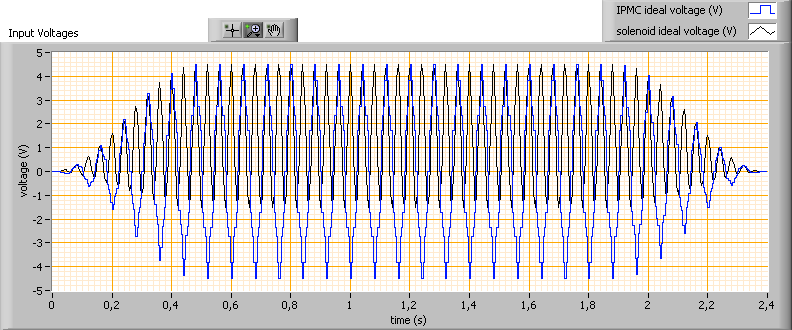 IPMC ideal voltage (V)
Input Voltages
solenoid ideal voltage (V)
5
4
3
2
1
0
-1
-2
-3
-4
-5
voltage (V)
0 0,2 0,4 0,6 0,8 1 1,2 1,4 1,6 1,8 2 2,2 2,4
time (s)